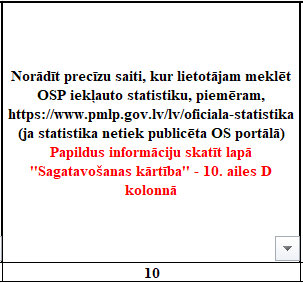 Norādīt precīzu saiti, kur lietotājam meklēt
OSP iekļauto statistiku, piemēram,
https://www.pmlp.gov.lv/lv/oficiala-statistika
(ja statistika netiek publicēta OS portālā)
Papildus informāciju skatīt lapā
"Sagatavošanas kārtība" - 10. ailes D
kolonnā
10